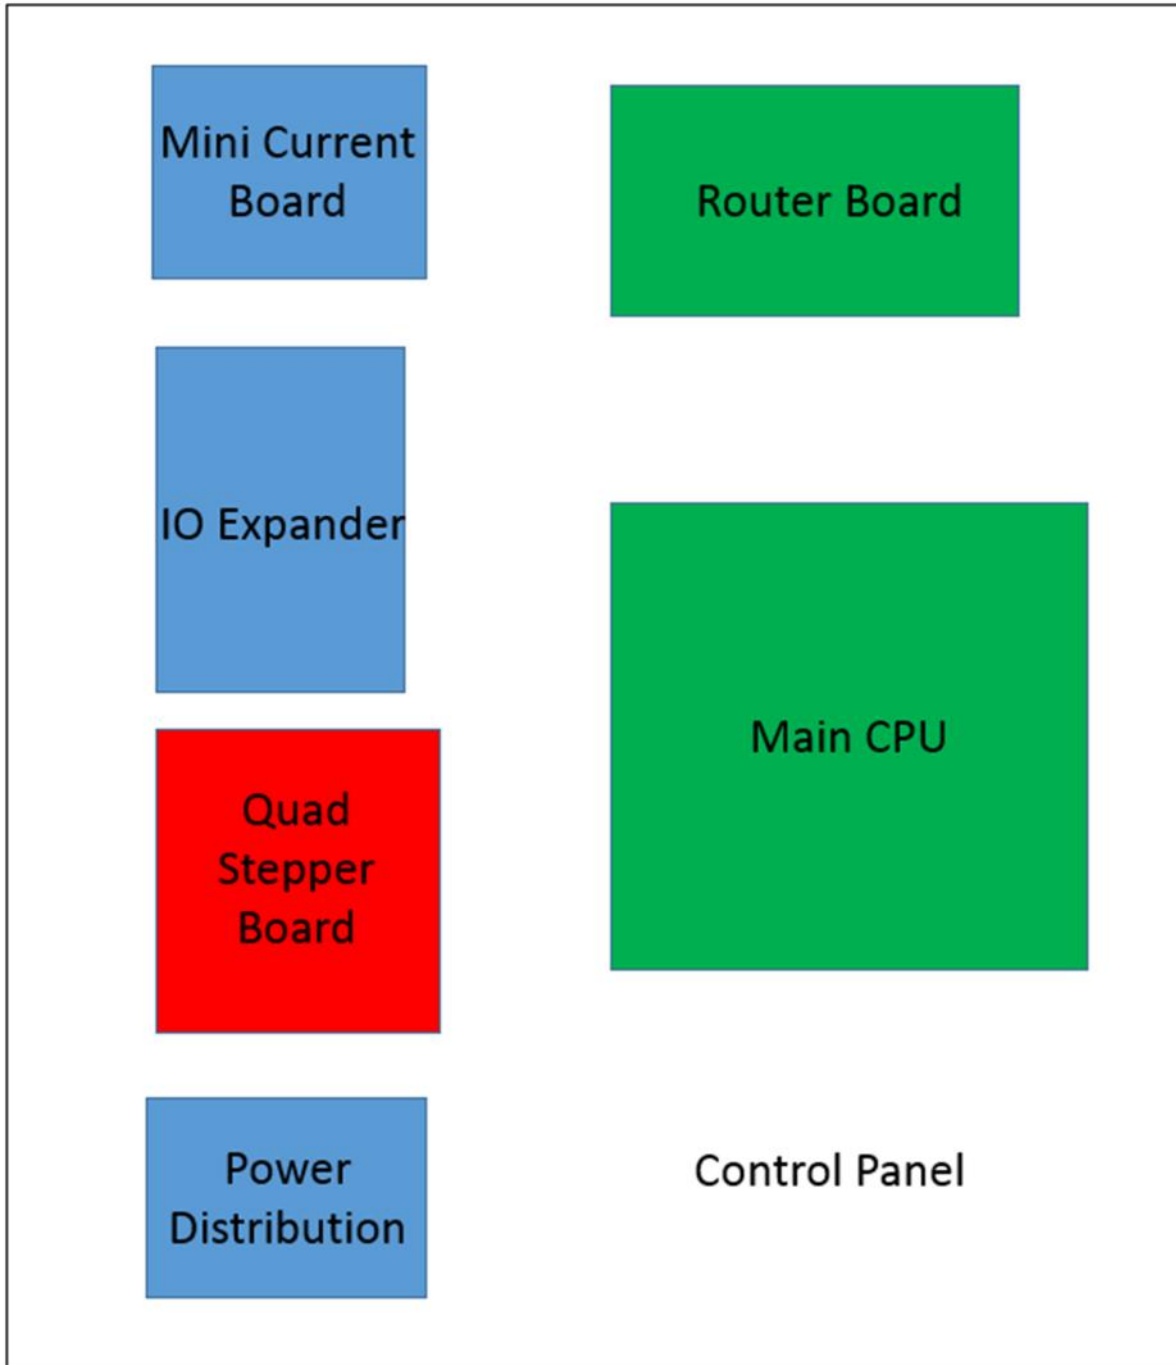 Mini Current
Board
Router Board
IO Expander
Main CPU
Quad
Stepper
Board
Power
Distribution
Control Panel